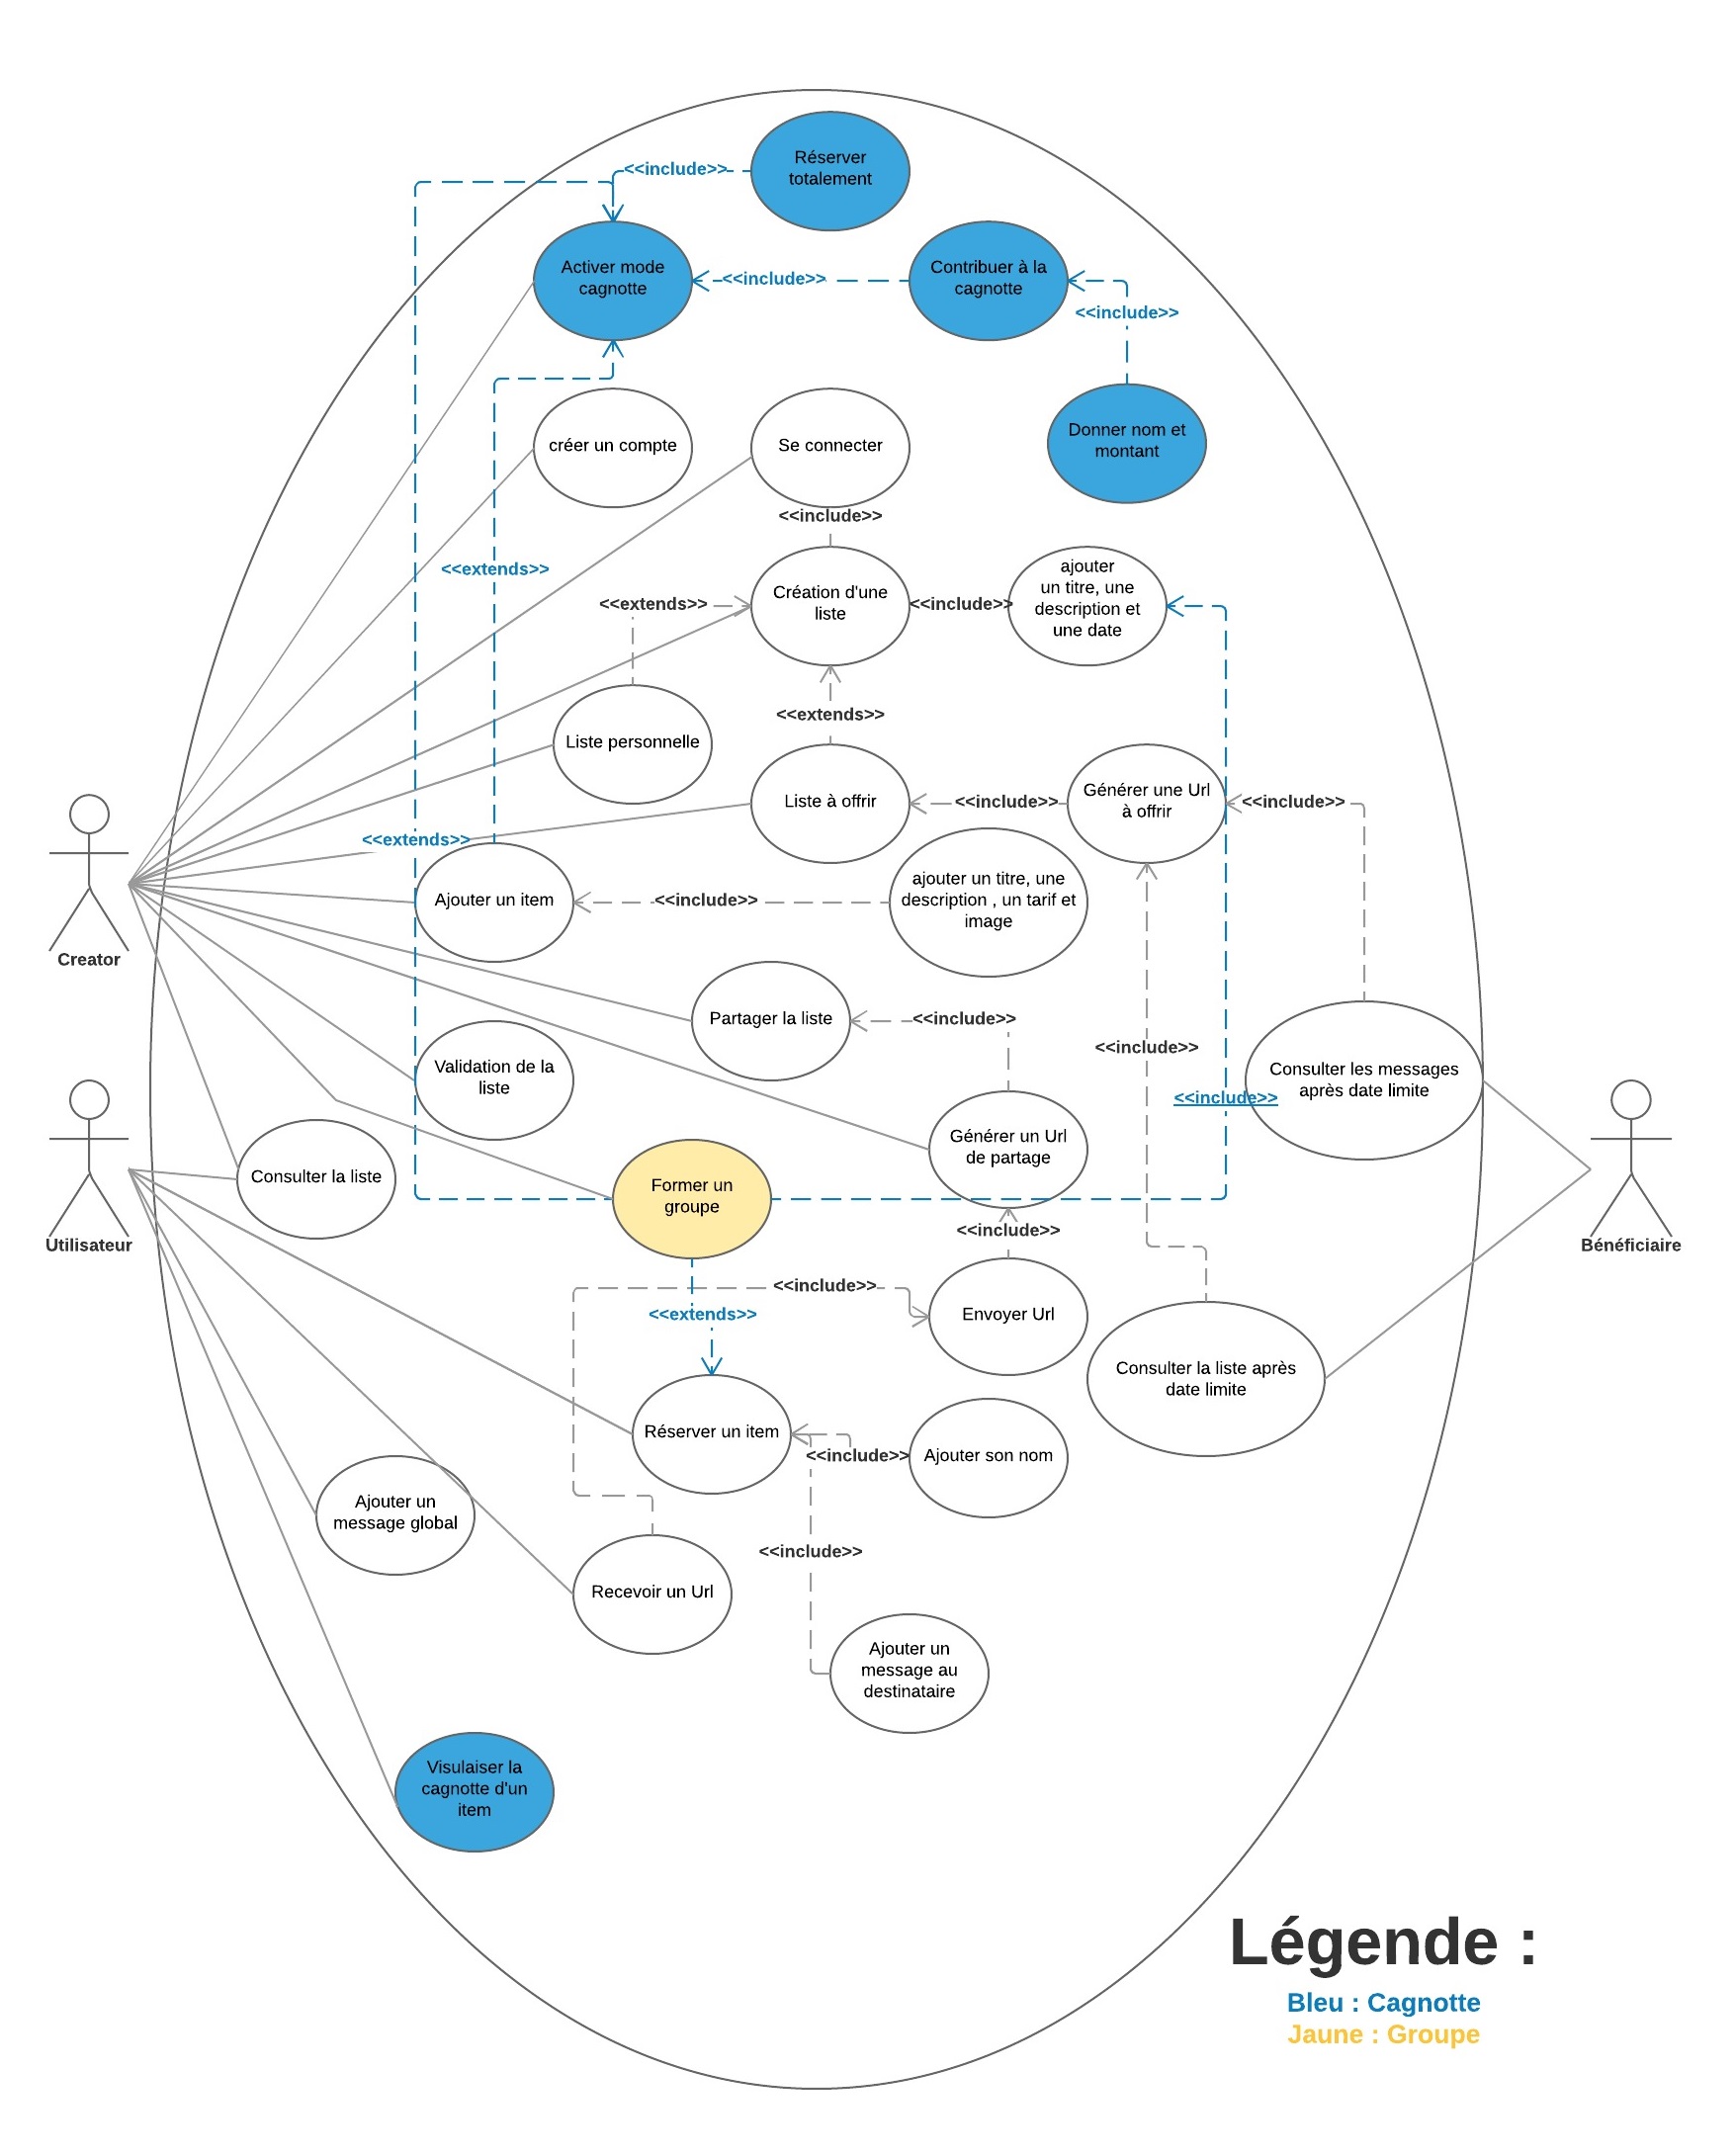 Réserver
totalement
<<include>>
Activer mode
cagnotte
<<include>>
Contribuer à la
cagnotte
<<include>>
Donner nom et
montant
créer un compte
Se connecter
<<include>>
<<extends>>
Création d'une
liste
<<extends>>
<<include>>
ajouter
un titre, une
description et
une date
<<extends>>
Liste personnelle
Liste à offrir
<<include>>
Générer une Url
à offrir
<<include>>
<<extends>>
Ajouter un item
<<include>>
ajouter un titre, une
description , un tarif et
image
Creator
Partager la liste
<<include>>
<<include>>
Validation de la
liste
Consulter les messages
après date limite
<<include>>
Générer un Url
de partage
Consulter la liste
Former un
groupe
Utilisateur
Bénéficiaire
<<include>>
<<include>>
<<extends>>
Envoyer Url
Consulter la liste après
date limite
Réserver un item
<<include>>
Ajouter son nom
Ajouter un
message global
<<include>>
Recevoir un Url
Ajouter un
message au
destinataire
Visulaiser la
cagnotte d'un
item
Légende :
Bleu : Cagnotte
Jaune : Groupe